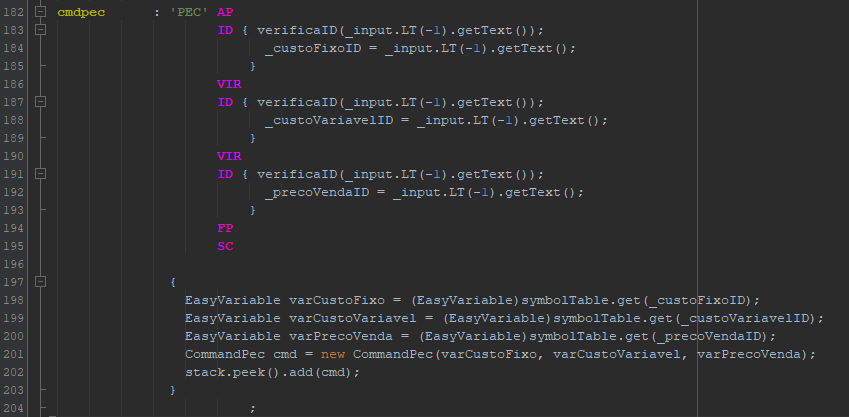 182 cmdpec : 'PEC' AP
183 ID { verificaID(_input.LT(-1).getText());
184 _custoFixoID = _input.LT(-1).getText();
185 }
186 VIR
187 ID { verificaID(_input.LT(-1).getText());
188 _custoVariavelID = _input.LT(-1).getText();
189 }
190 VIR
191 ID { verificaID(_input.LT(-1).getText());
192 _precoVendaID = _input.LT(-1).getText();
193 }
194 FP
195 SC
196
197 {
198 EasyVariable varCustoFixo = (EasyVariable)symbolTable.get(_custoFixoID);
199 EasyVariable varCustoVariavel = (EasyVariable)symbolTable.get(_custoVariavelID);
200 EasyVariable varPrecoVenda = (EasyVariable)symbolTable.get(_precoVendaID);
201 CommandPec cmd = new CommandPec(varCustoFixo, varCustoVariavel, varPrecoVenda);
202 stack.peek().add(cmd);
203 }
204 ;